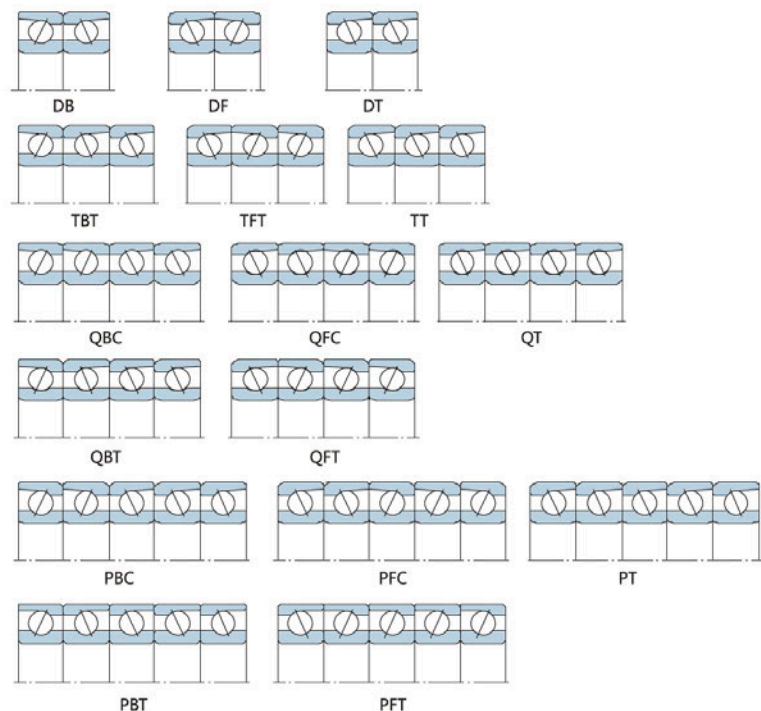 DB DF DT
TBT TFT TT
QBC QFC QT
QBT QFT
PBC PFC PT
PBT PFT